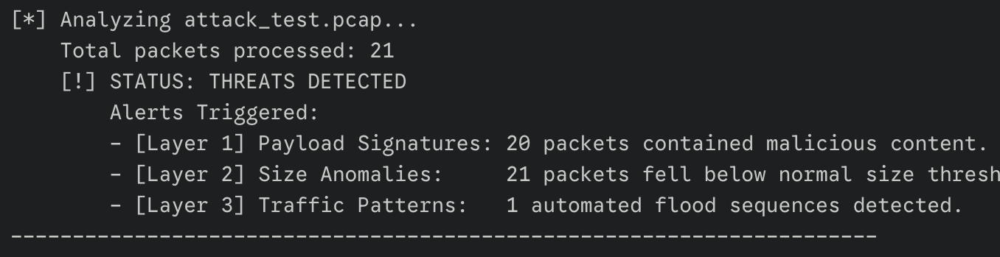 [*] Analyzing attack_test.pcap...
Total packets processed: 21
[!] STATUS: THREATS DETECTED
Alerts Triggered:
- [Layer 1] Payload Signatures: 20 packets contained malicious content.
- [Layer 2] Size Anomalies: 21 packets fell below normal size thresh
- [Layer 3] Traffic Patterns: 1 automated flood sequences detected.
----------------------------------------------------------------------